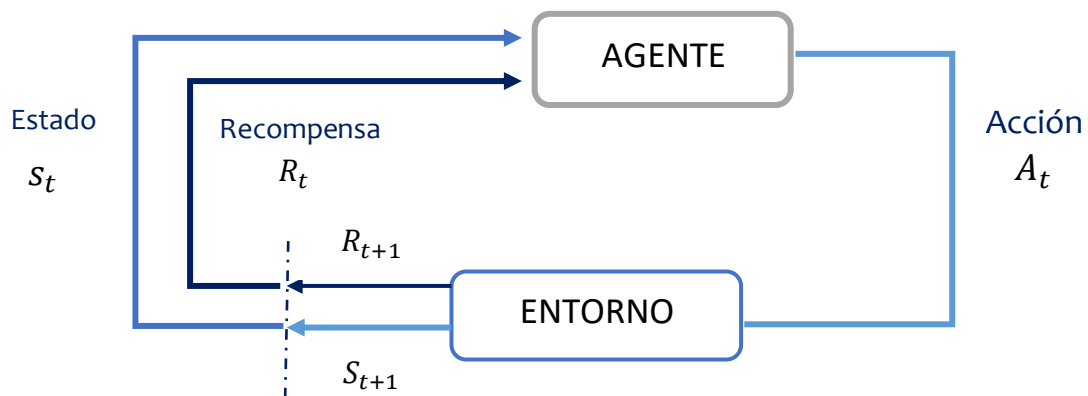 AGENTE
Estado
s_t
Recompensa
R_t
Acción
A_t
R_{t+1}
ENTORNO
S_{t+1}